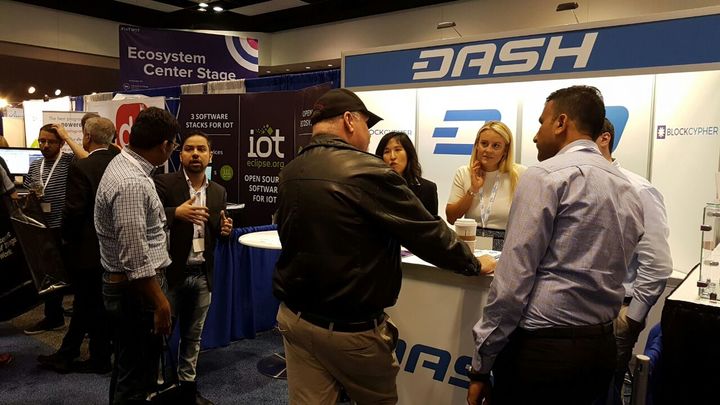 Ecosystem
Center Stage
DASH
3 SOFTWARE
STACKS FOR IOT
iot
eclipse.org
OPEN SOURCE
SOFTWARE
FOR IOT
BLOCKCYPHER
BLOCKCYPHER
DASH